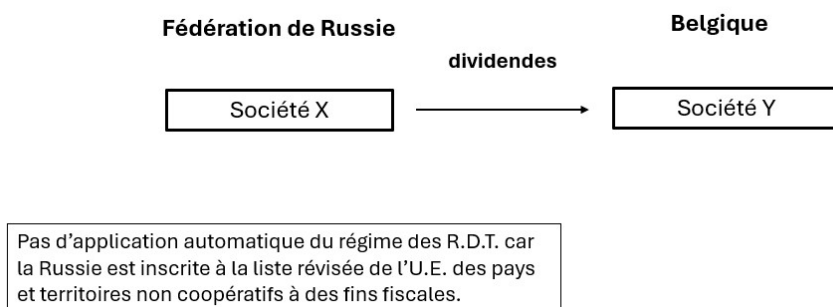 Fédération de Russie
Belgique
dividendes
Société X
Société Y
Pas d’application automatique du régime des R.D.T. car
la Russie est inscrite à la liste révisée de l’U.E. des pays
et territoires non coopératifs à des fins fiscales.